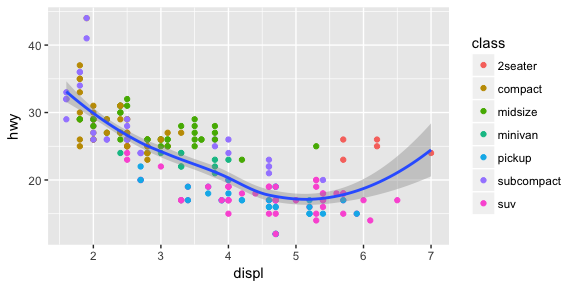 40
30
20
hwy
2 3 4 5 6 7
displ
class
2seater
compact
midsize
minivan
pickup
subcompact
suv